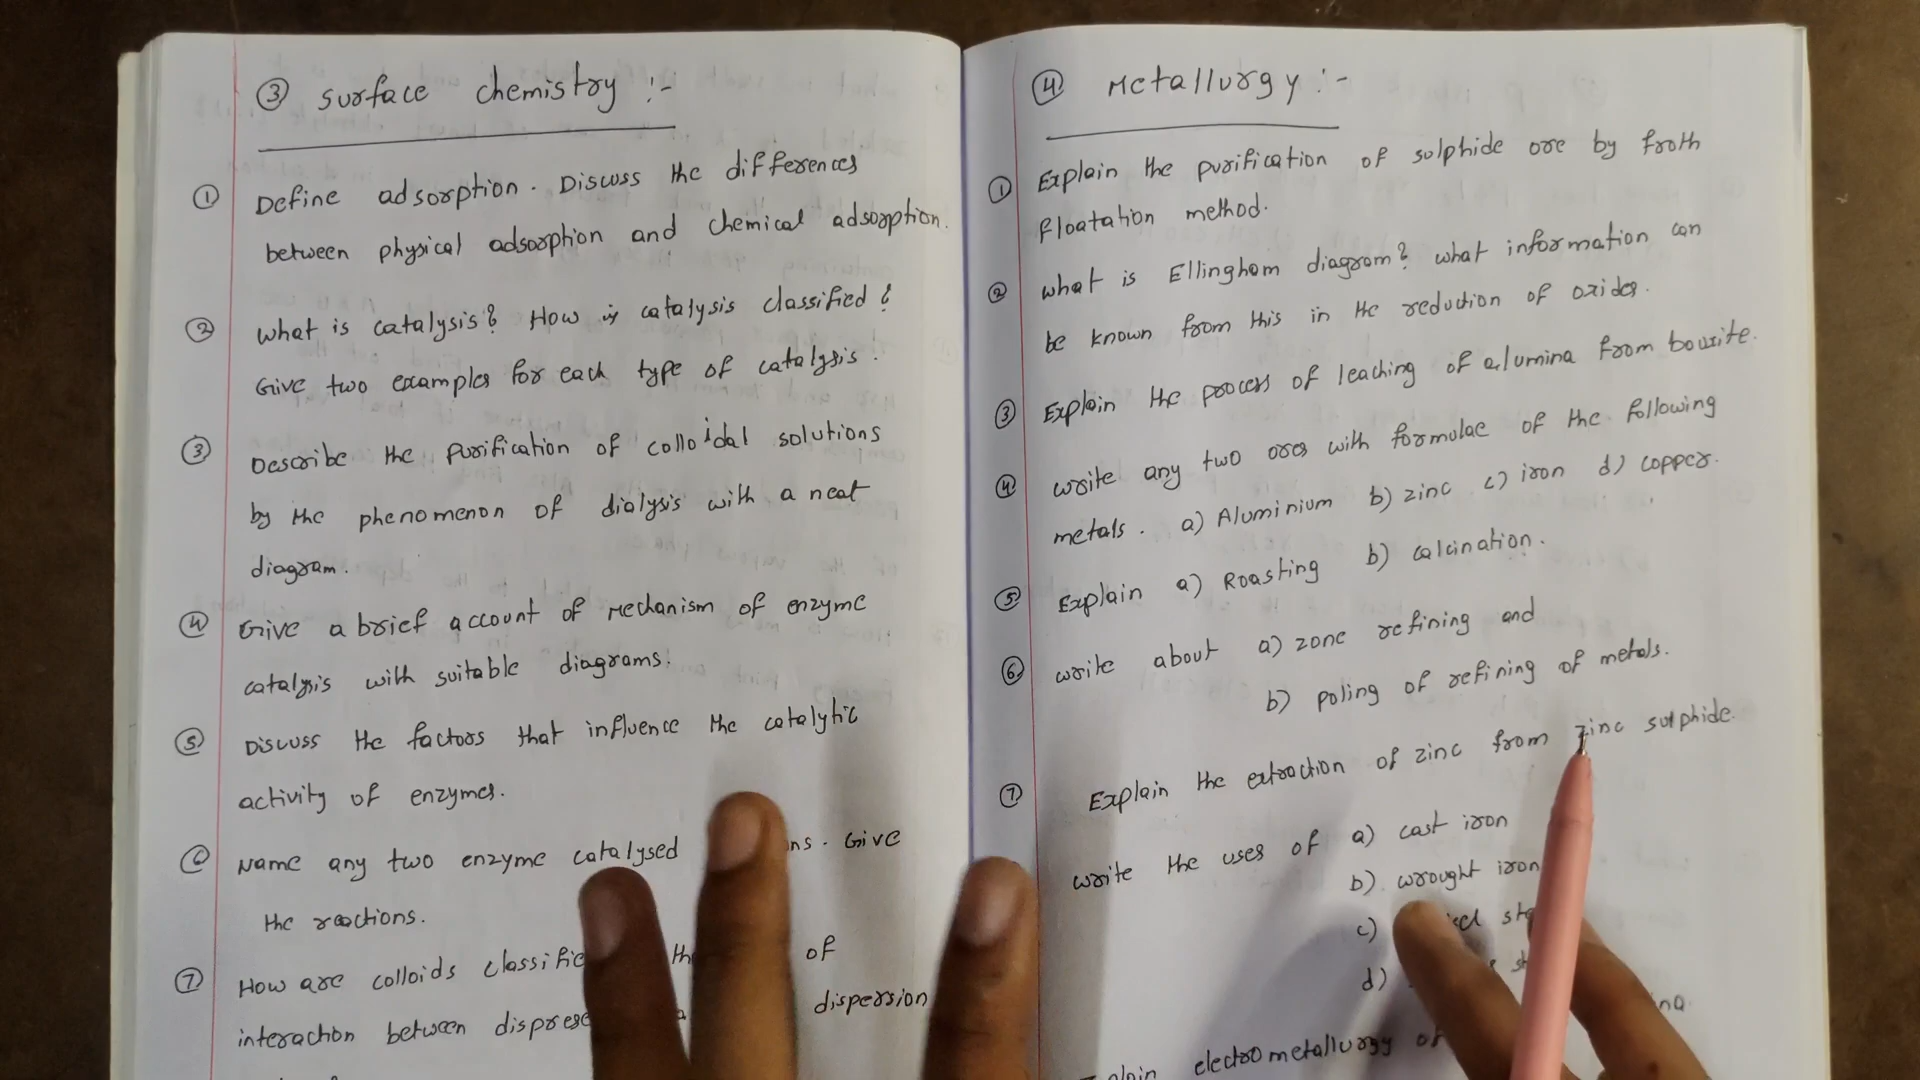 ③ Surface chemistry :-
① Define adsorption. Discuss the differences
between physical adsorption and chemical adsorption.
② What is catalysis? How is catalysis classified?
Give two examples for each type of catalysis.
③ Describe the purification of colloidal solutions
by the phenomenon of dialysis with a neat
diagram.
④ Give a brief account of mechanism of enzyme
catalysis with suitable diagrams.
⑤ Discuss the factors that influence the catalytic
activity of enzymes.
⑥ Name any two enzyme catalysed Give
the reactions.
⑦ How are colloids of
interaction between dispersion
④ Metallurgy :-
① Explain the purification of sulphide ore by froth
floatation method.
② What is Ellingham diagram? what information can
be known from this in the reduction of oxides.
③ Explain the process of leaching of alumina from bauxite.
④ Write any two ores with formulae of the following
metals. a) Aluminium b) zinc c) iron d) copper.
⑤ Explain a) Roasting b) calcination.
⑥ write about a) zone refining and
b) poling of refining of metals.
⑦ Explain the extraction of zinc from zinc sulphide.
write the uses of a) cast iron
b) wrought iron
c)
d)
electrometallurgy of